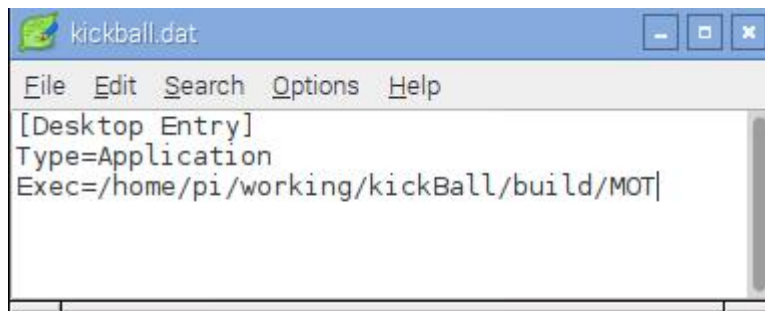 kickball.dat
File Edit Search Options Help
[Desktop Entry]
Type=Application
Exec=/home/pi/working/kickBall/build/MOT